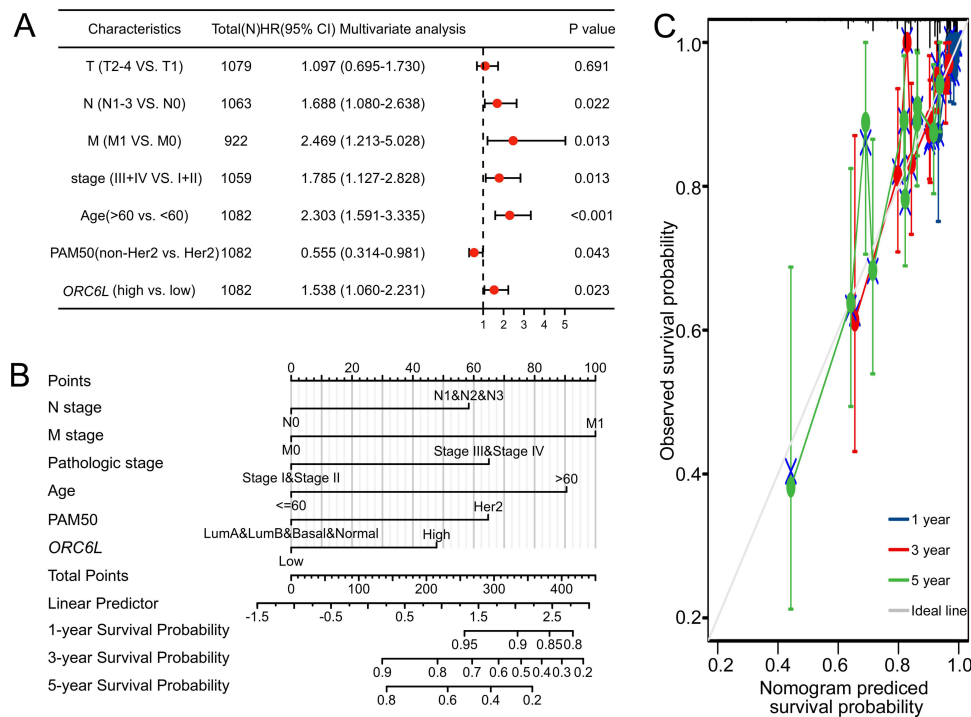 A
Characteristics Total(N)HR(95% CI) Multivariate analysis P value
T (T2-4 VS. T1) 1079 1.097 (0.695-1.730) 0.691
N (N1-3 VS. N0) 1063 1.688 (1.080-2.638) 0.022
M (M1 VS. M0) 922 2.469 (1.213-5.028) 0.013
stage (III+IV VS. I+II) 1059 1.785 (1.127-2.828) 0.013
Age(>60 vs. <60) 1082 2.303 (1.591-3.335) <0.001
PAM50(non-Her2 vs. Her2) 1082 0.555 (0.314-0.981) 0.043
ORC6L (high vs. low) 1082 1.538 (1.060-2.231) 0.023
1 2 3 4 5
B
Points 0 20 40 60 80 100
N stage N0 N1&N2&N3
M stage M0 M1
Pathologic stage Stage I&Stage II Stage III&Stage IV
Age <=60 >60
PAM50 LumA&LumB&Basal&Normal Her2
ORC6L Low High
Total Points 0 100 200 300 400
Linear Predictor -1.5 -0.5 0.5 1.5 2.5
1-year Survival Probability 0.95 0.9 0.85 0.8
3-year Survival Probability 0.9 0.8 0.7 0.6 0.5 0.4 0.3 0.2
5-year Survival Probability 0.8 0.6 0.4 0.2
C
Observed survival probability
1.0
0.8
0.6
0.4
0.2
1 year
3 year
5 year
Ideal line
0.2 0.4 0.6 0.8 1.0
Nomogram prediced
survival probability